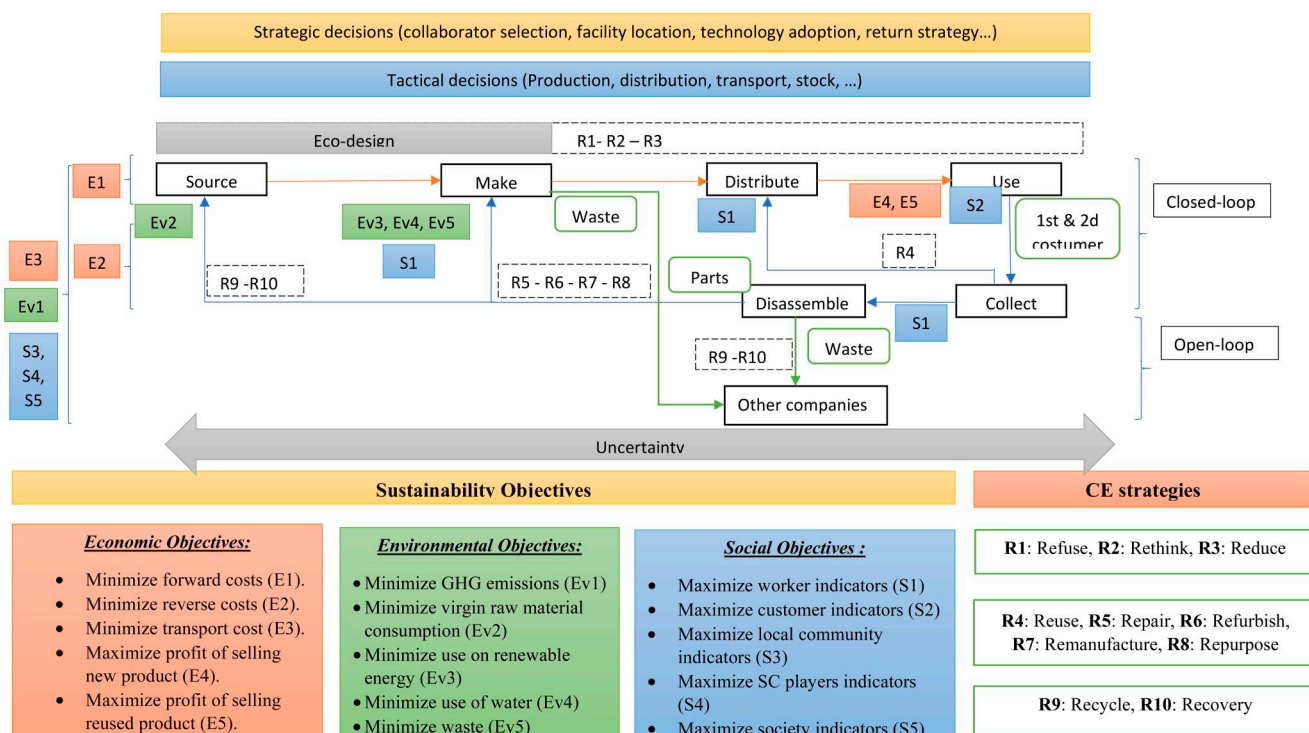 Strategic decisions (collaborator selection, facility location, technology adoption, return strategy…)
Tactical decisions (Production, distribution, transport, stock, …)
Eco-design
R1- R2 – R3
Source
Make
Distribute
Use
E1
Ev2
Ev3, Ev4, Ev5
Waste
S1
E4, E5
S2
1st & 2d
costumer
Closed-loop
E3
E2
S1
R4
Ev1
R9 -R10
R5 - R6 - R7 - R8
Parts
Disassemble
Collect
S1
S3,
S4,
S5
R9 -R10
Waste
Open-loop
Other companies
Uncertainty
Sustainability Objectives
CE strategies
Economic Objectives:
• Minimize forward costs (E1).
• Minimize reverse costs (E2).
• Minimize transport cost (E3).
• Maximize profit of selling
new product (E4).
• Maximize profit of selling
reused product (E5).
Environmental Objectives:
• Minimize GHG emissions (Ev1)
• Minimize virgin raw material
consumption (Ev2)
• Minimize use on renewable
energy (Ev3)
• Minimize use of water (Ev4)
• Minimize waste (Ev5)
Social Objectives :
• Maximize worker indicators (S1)
• Maximize customer indicators (S2)
• Maximize local community
indicators (S3)
• Maximize SC players indicators
(S4)
• Maximize society indicators (S5)
R1: Refuse, R2: Rethink, R3: Reduce
R4: Reuse, R5: Repair, R6: Refurbish,
R7: Remanufacture, R8: Repurpose
R9: Recycle, R10: Recovery